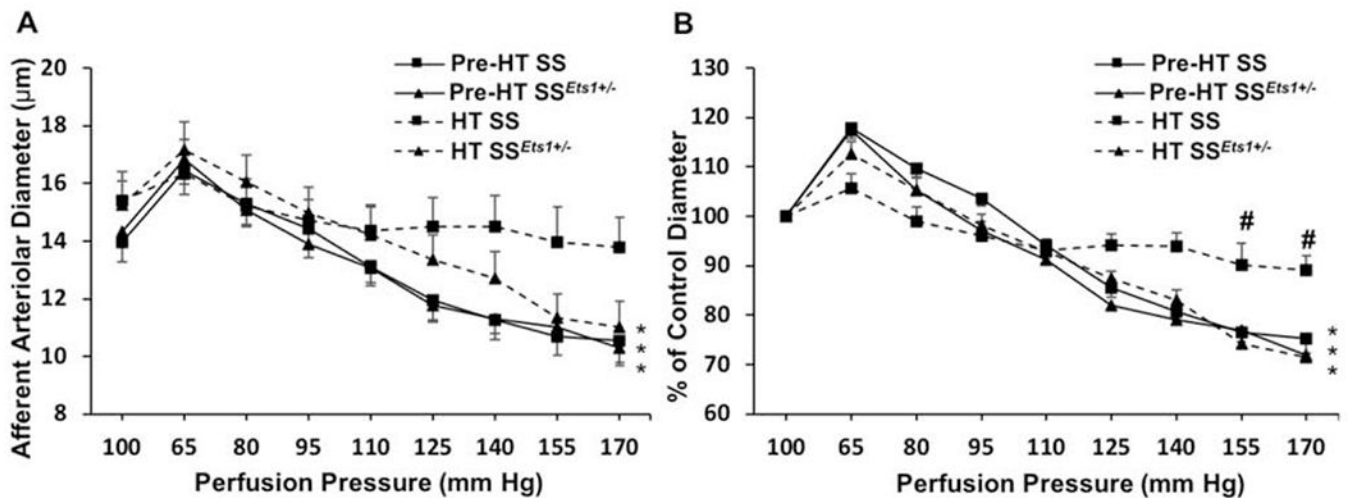 A
Afferent Arteriolar Diameter (μm)
20
18
16
14
12
10
8
Pre-HT SS
Pre-HT SS^Ets1+/-
HT SS
HT SS^Ets1+/-
*
*
*
100 65 80 95 110 125 140 155 170
Perfusion Pressure (mm Hg)
B
% of Control Diameter
130
120
110
100
90
80
70
60
Pre-HT SS
Pre-HT SS^Ets1+/-
HT SS
HT SS^Ets1+/-
# #
*
*
*
100 65 80 95 110 125 140 155 170
Perfusion Pressure (mm Hg)